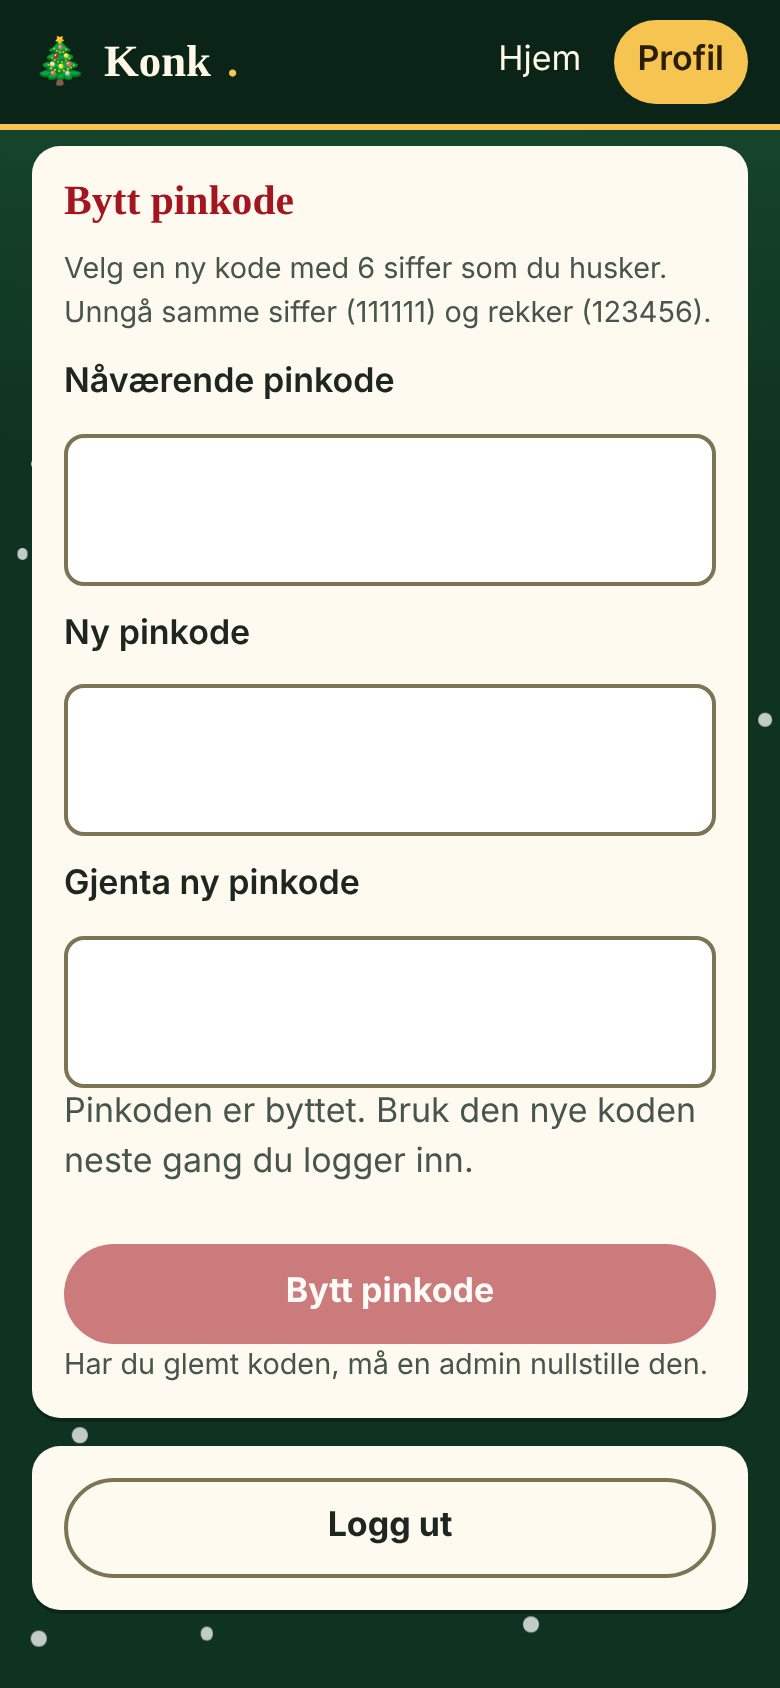 Konk.
Hjem
Profil
Bytt pinkode
Velg en ny kode med 6 siffer som du husker.
Unngå samme siffer (111111) og rekker (123456).
Nåværende pinkode
Ny pinkode
Gjenta ny pinkode
Pinkoden er byttet. Bruk den nye koden
neste gang du logger inn.
Bytt pinkode
Har du glemt koden, må en admin nullstille den.
Logg ut